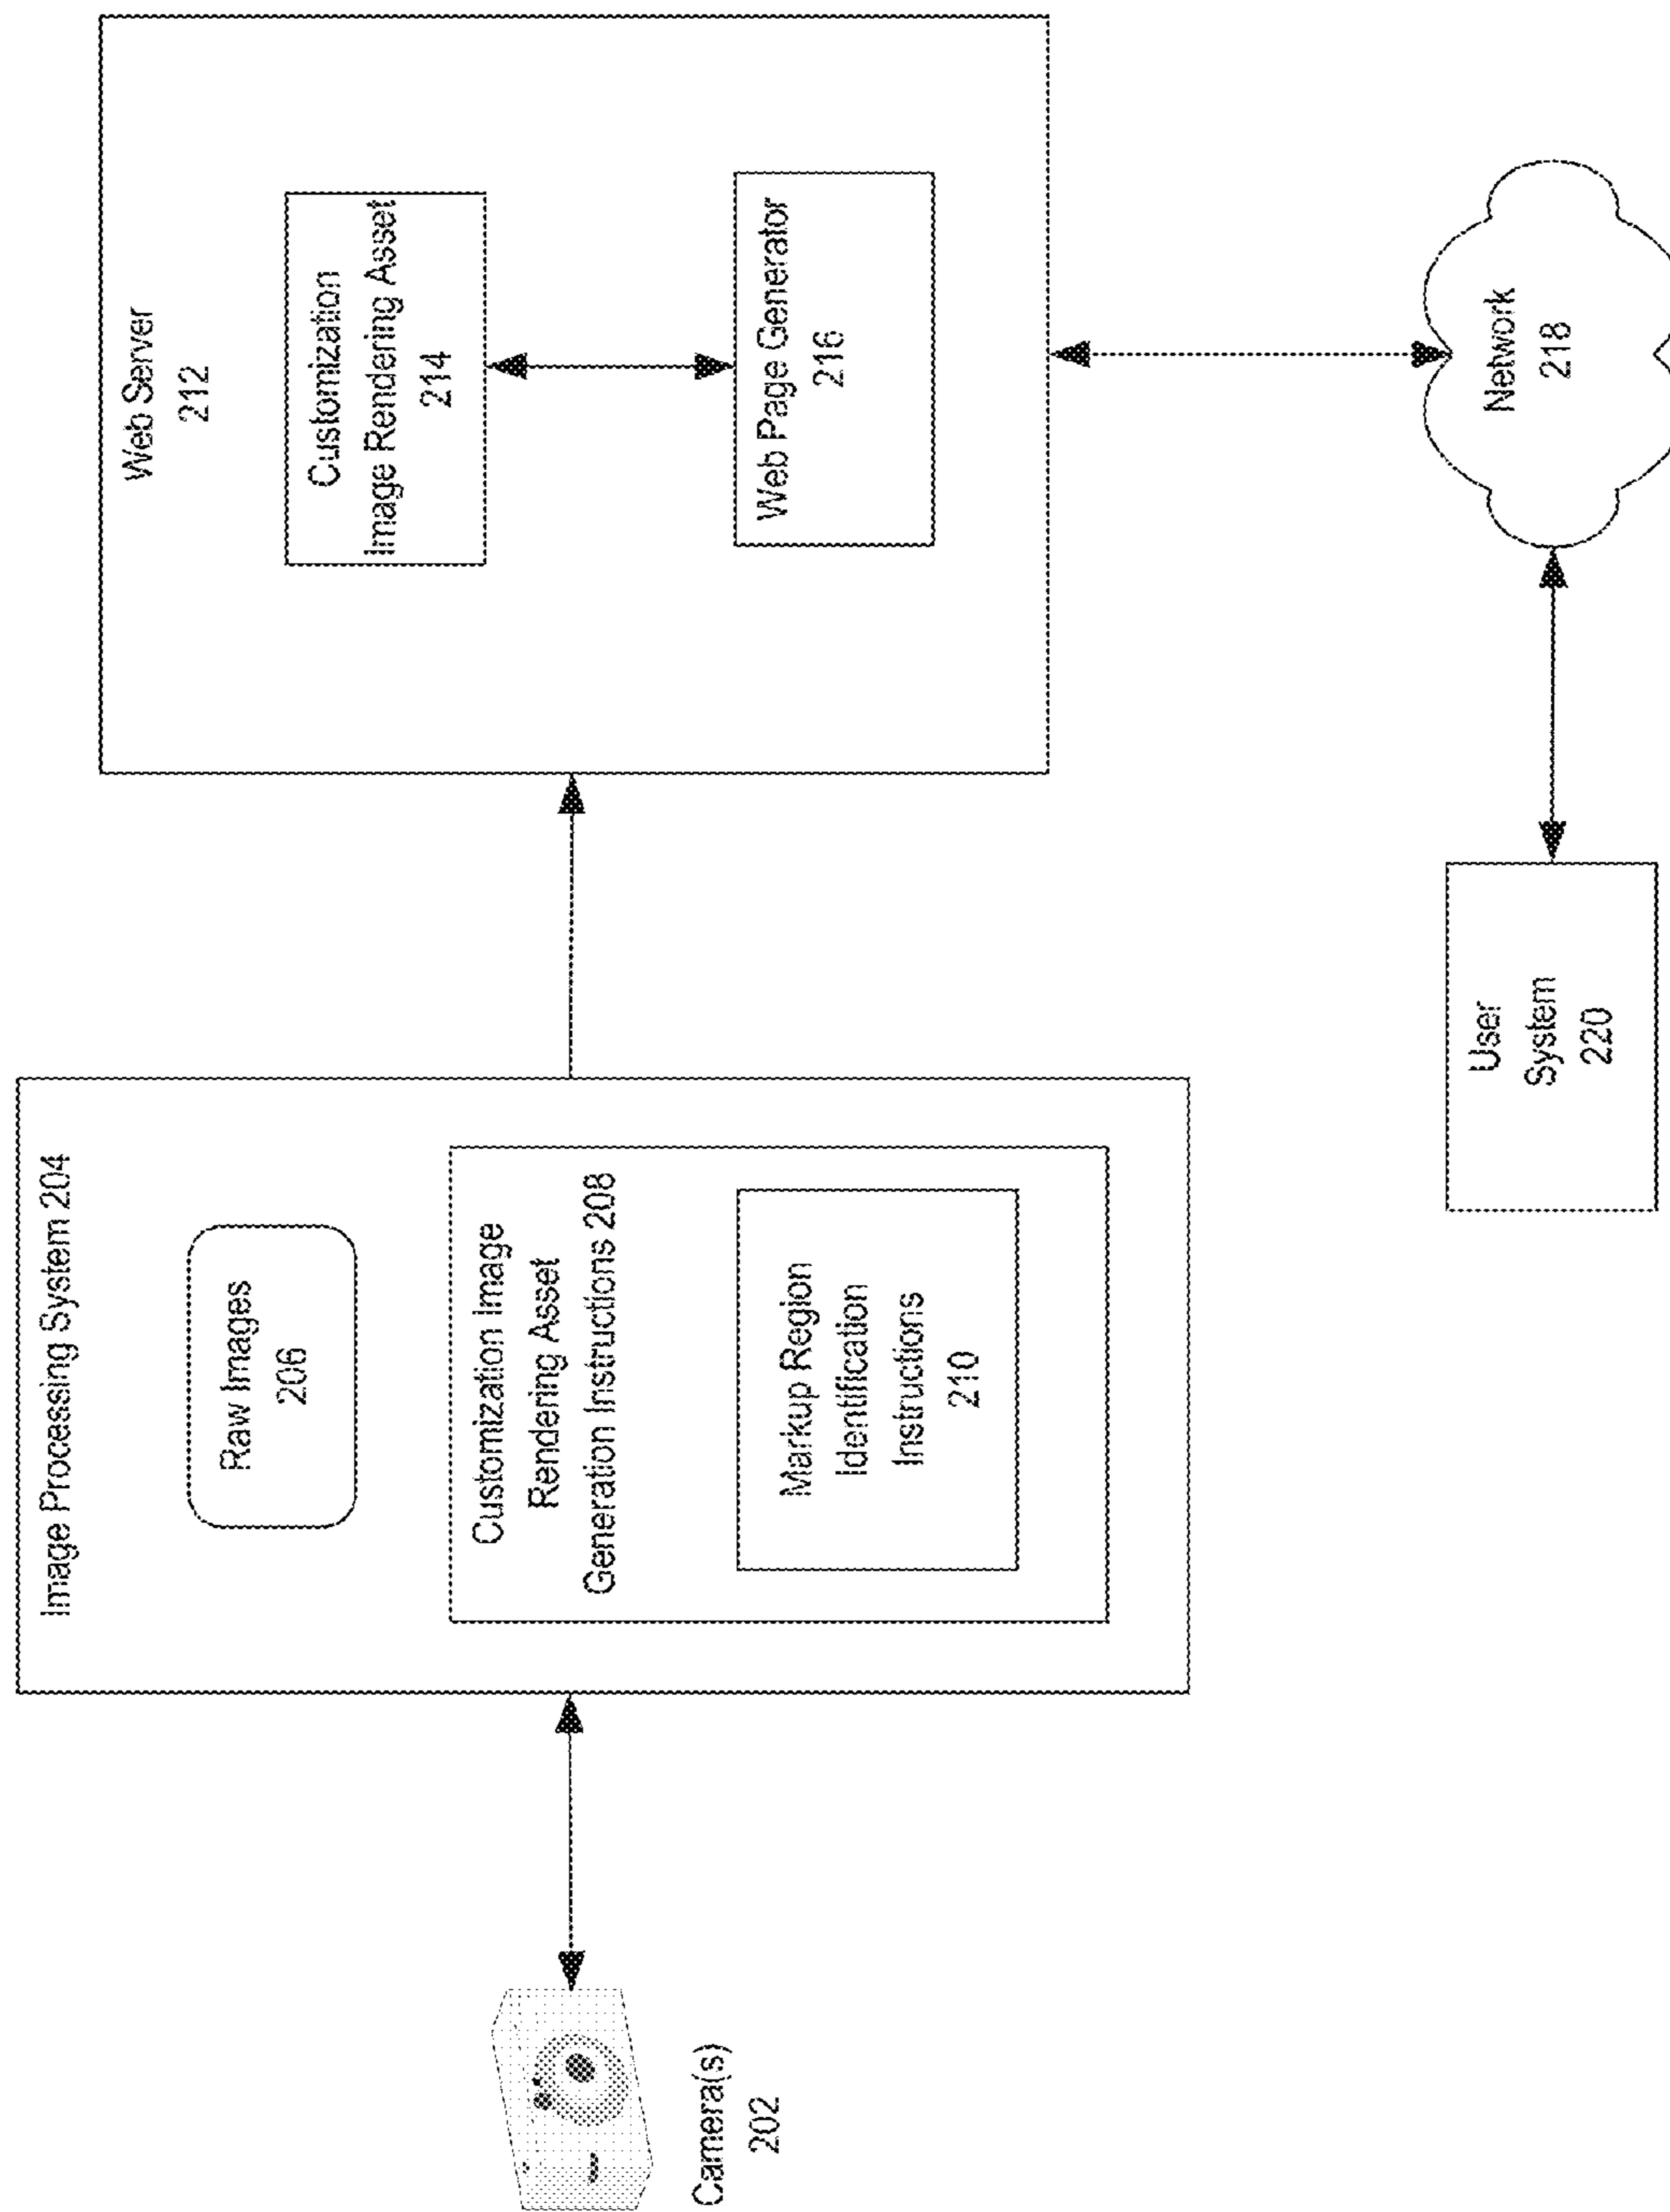 Camera(s)
202
Image Processing System 204
Raw Images
206
Customization Image
Rendering Asset
Generation Instructions 208
Markup Region
Identification
Instructions
210
Web Server
212
Customization
Image Rendering Asset
214
Web Page Generator
216
User
System
220
Network
218